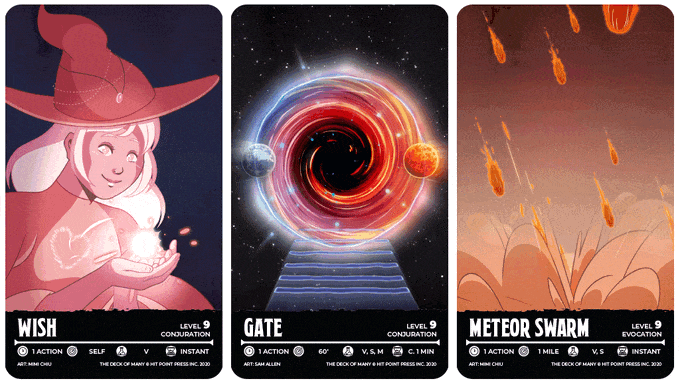 WISH
LEVEL 9
CONJURATION
1 ACTION SELF V INSTANT
ART: MIMI CHIU THE DECK OF MANY © HIT POINT PRESS INC. 2020
GATE
LEVEL 9
CONJURATION
1 ACTION 60' V, S, M C. 1 MIN
ART: SAM ALLEN THE DECK OF MANY © HIT POINT PRESS INC. 2020
METEOR SWARM
LEVEL 9
EVOCATION
1 ACTION 1 MILE V, S INSTANT
ART: MIMI CHIU THE DECK OF MANY © HIT POINT PRESS INC. 2020